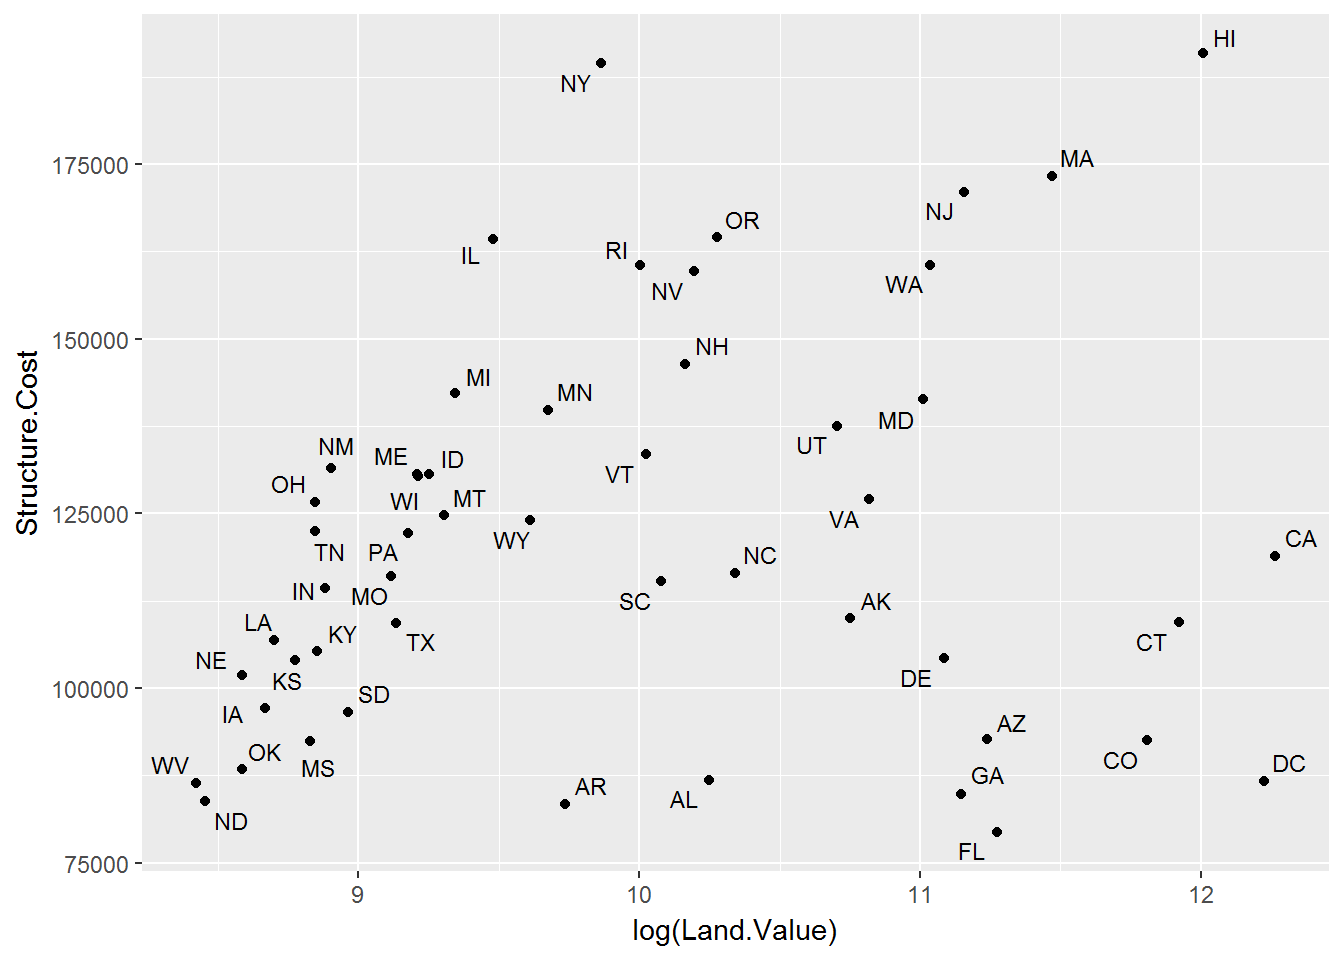 HI
NY
175000
MA
NJ
OR
IL
RI
NV
WA
150000
NH
MI
MN
MD
UT
NM
ME
ID
VT
OH
WI
MT
125000
VA
WY
TN
PA
NC
CA
IN
MO
SC
AK
LA
KY
TX
CT
NE
KS
DE
100000
SD
IA
AZ
OK
MS
CO
WV
GA
DC
AR
AL
ND
FL
75000
Structure.Cost
9
10
11
12
log(Land.Value)